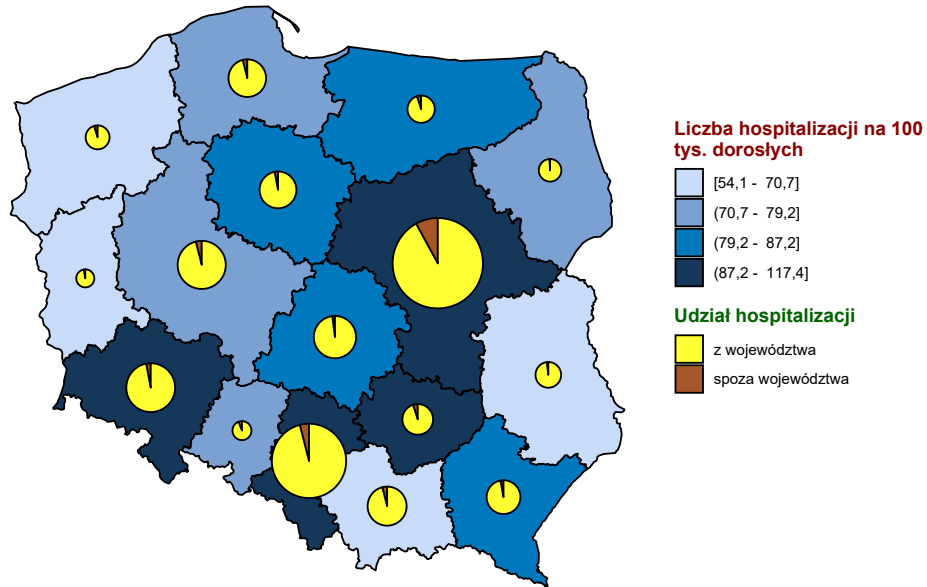 Liczba hospitalizacji na 100
tys. dorosłych
[54,1 - 70,7]
(70,7 - 79,2]
(79,2 - 87,2]
(87,2 - 117,4]
Udział hospitalizacji
z województwa
spoza województwa